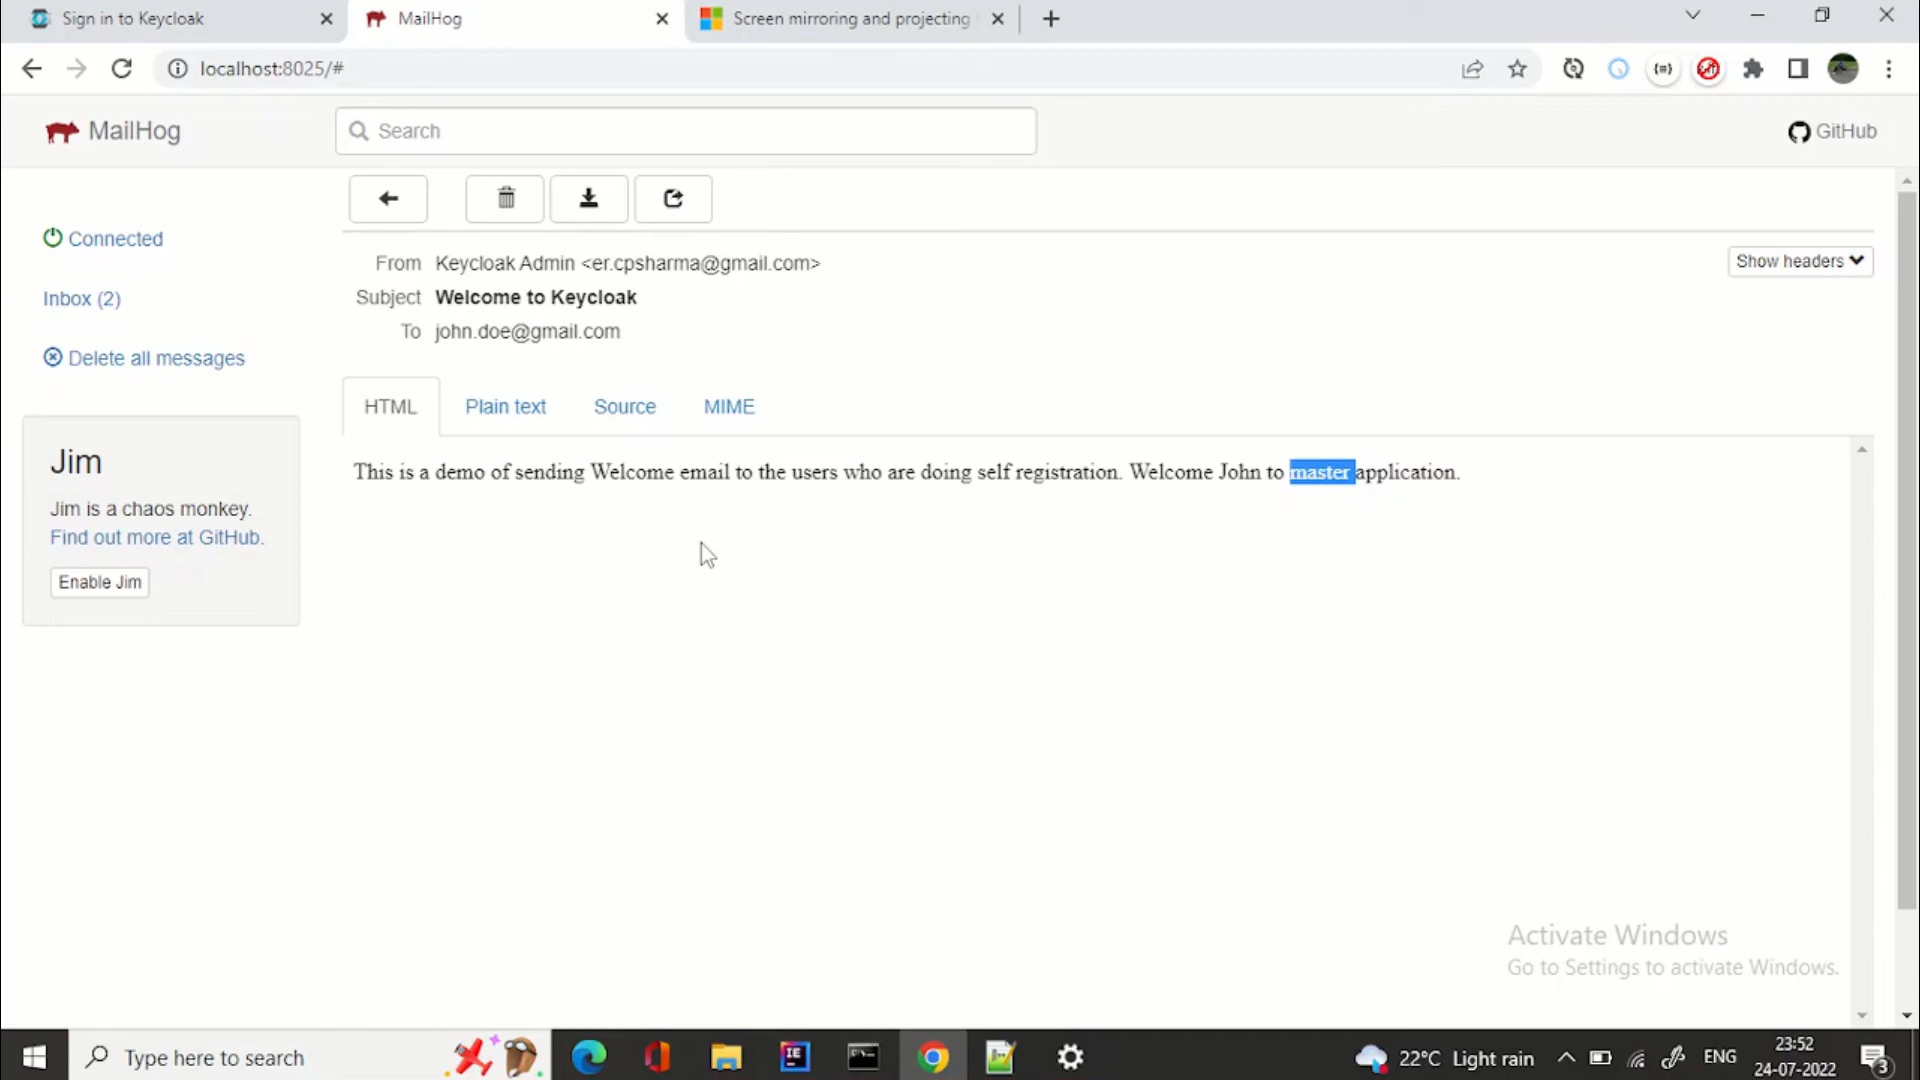 Sign in to Keycloak
MailHog
Screen mirroring and projecting
localhost:8025/#
MailHog
Search
GitHub
Connected
Inbox (2)
Delete all messages
From Keycloak Admin <er.cpsharma@gmail.com>
Show headers
Subject Welcome to Keycloak
To john.doe@gmail.com
HTML Plain text Source MIME
This is a demo of sending Welcome email to the users who are doing self registration. Welcome John to master application.
Jim
Jim is a chaos monkey.
Find out more at GitHub.
Enable Jim
Activate Windows
Go to Settings to activate Windows.
Type here to search
22°C Light rain
ENG
23:52
24-07-2022
3